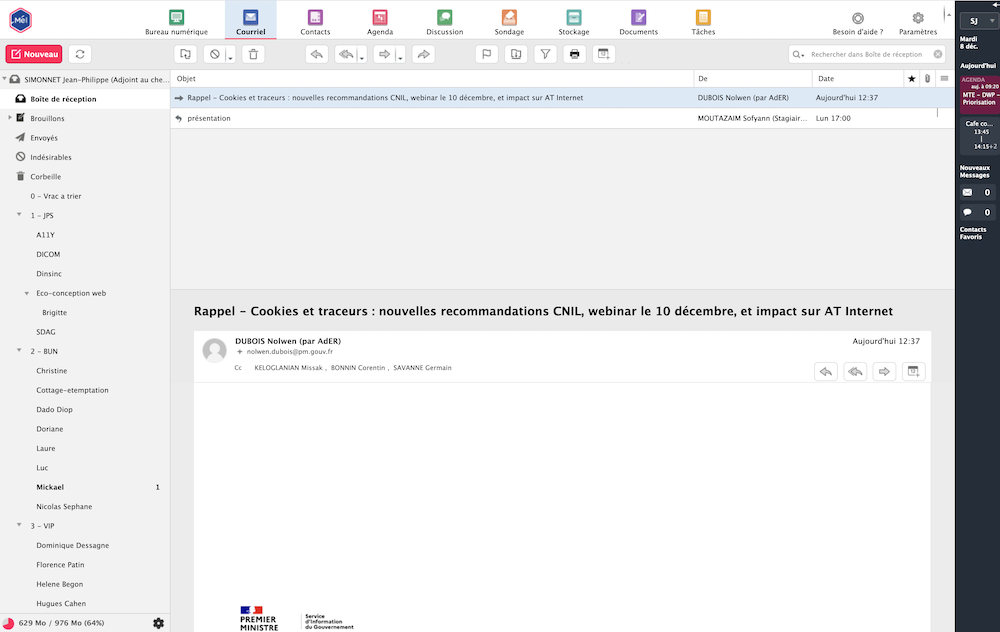 .Mél
Bureau numérique
Courriel
Contacts
Agenda
Discussion
Sondage
Stockage
Documents
Tâches
Besoin d'aide ?
Paramètres
Nouveau
Rechercher dans Boîte de réception
SIMONNET Jean-Philippe (Adjoint au che...
Boîte de réception
Brouillons
Envoyés
Indésirables
Corbeille
0 - Vrac a trier
1 - JPS
A11Y
DICOM
Dinsinc
Eco-conception web
Brigitte
SDAG
2 - BUN
Christine
Cottage-etemptation
Dado Diop
Doriane
Laure
Luc
Mickael 1
Nicolas Sephane
3 - VIP
Dominique Dessagne
Florence Patin
Helene Begon
Hugues Cahen
629 Mo / 976 Mo (64%)
Objet De Date
Rappel - Cookies et traceurs : nouvelles recommandations CNIL, webinar le 10 décembre, et impact sur AT Internet DUBOIS Nolwen (par AdER) Aujourd'hui 12:37
présentation MOUTAZAIM Sofyann (Stagiair... Lun 17:00
Rappel - Cookies et traceurs : nouvelles recommandations CNIL, webinar le 10 décembre, et impact sur AT Internet
DUBOIS Nolwen (par AdER) Aujourd'hui 12:37
+ nolwen.dubois@pm.gouv.fr
Cc KELOGLANIAN Missak , BONNIN Corentin , SAVANNE Germain
PREMIER
MINISTRE
Service
d'Information
du Gouvernement
SJ
Mardi
8 déc.
Aujourd'hui
AGENDA
auj. à 09:20
MTE - DWP -
Priorisation
Cafe co...
13:45
|
14:15+2
Nouveaux
Messages
0
0
Contacts
Favoris